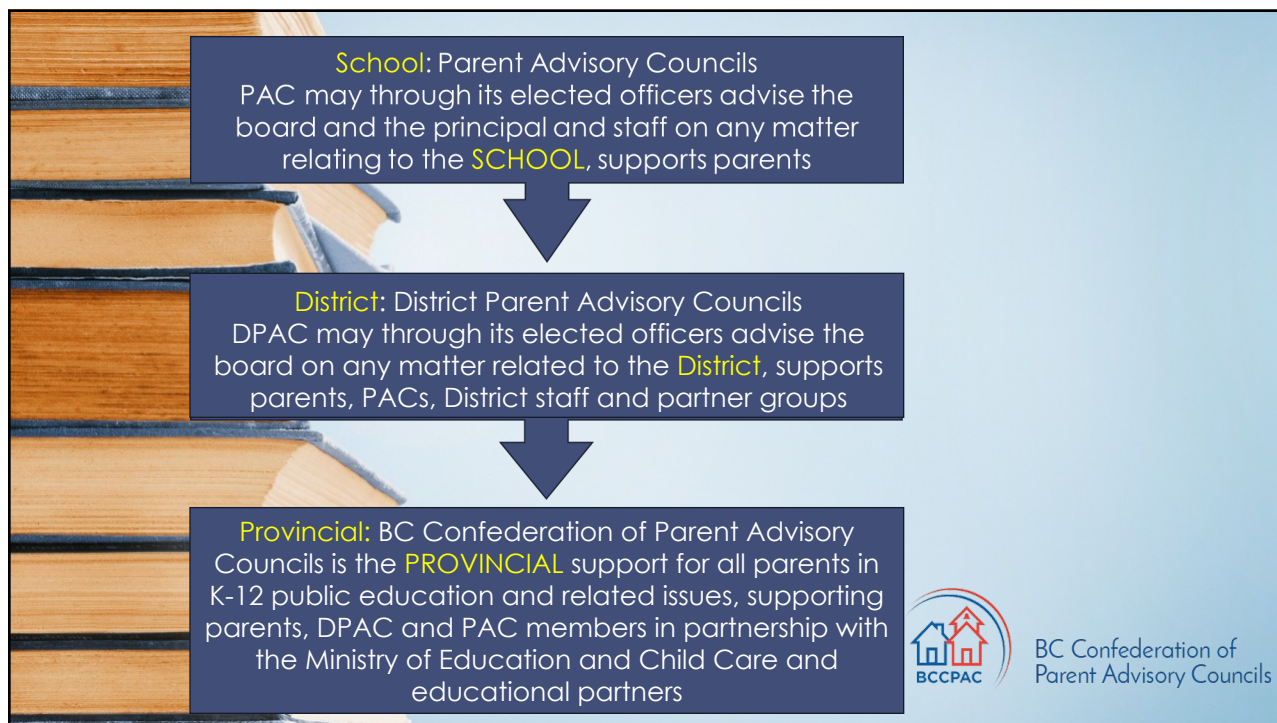 School: Parent Advisory Councils
PAC may through its elected officers advise the
board and the principal and staff on any matter
relating to the SCHOOL, supports parents
District: District Parent Advisory Councils
DPAC may through its elected officers advise the
board on any matter related to the District, supports
parents, PACs, District staff and partner groups
Provincial: BC Confederation of Parent Advisory
Councils is the PROVINCIAL support for all parents in
K-12 public education and related issues, supporting
parents, DPAC and PAC members in partnership with
the Ministry of Education and Child Care and
educational partners
BCCPAC
BC Confederation of
Parent Advisory Councils